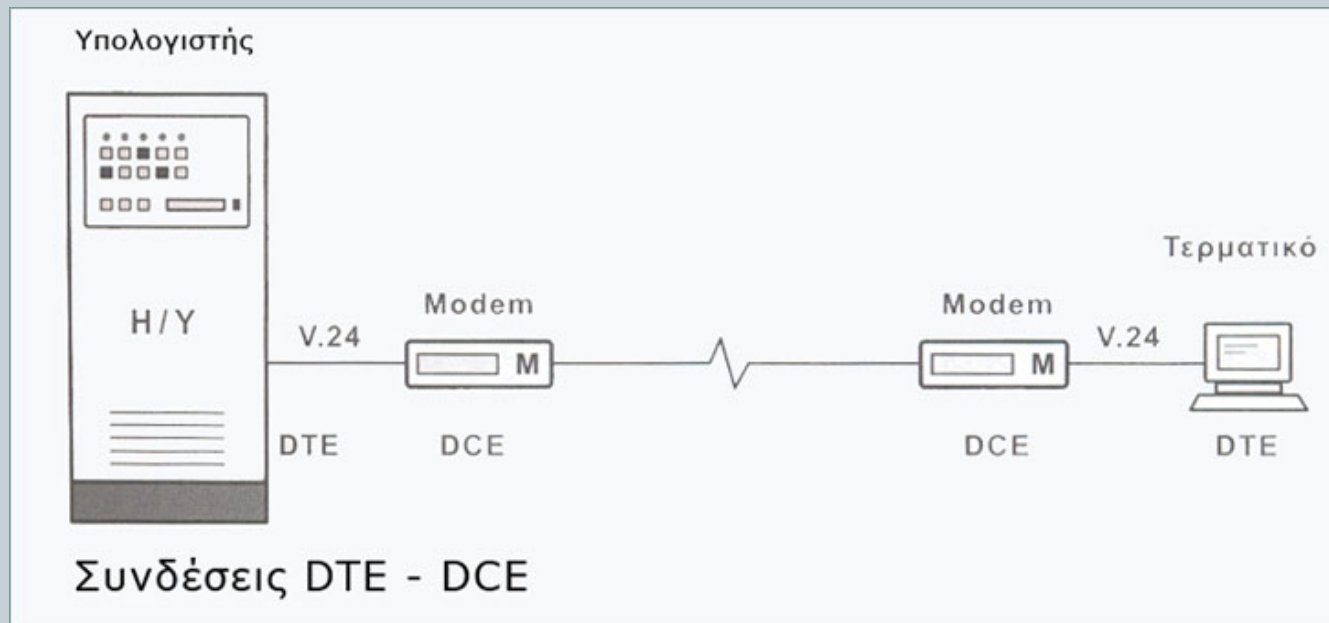 Υπολογιστής
Τερματικό
Η/Υ
V.24
Modem
M
Modem
M
V.24
DTE
DCE
DCE
DTE
Συνδέσεις DTE - DCE